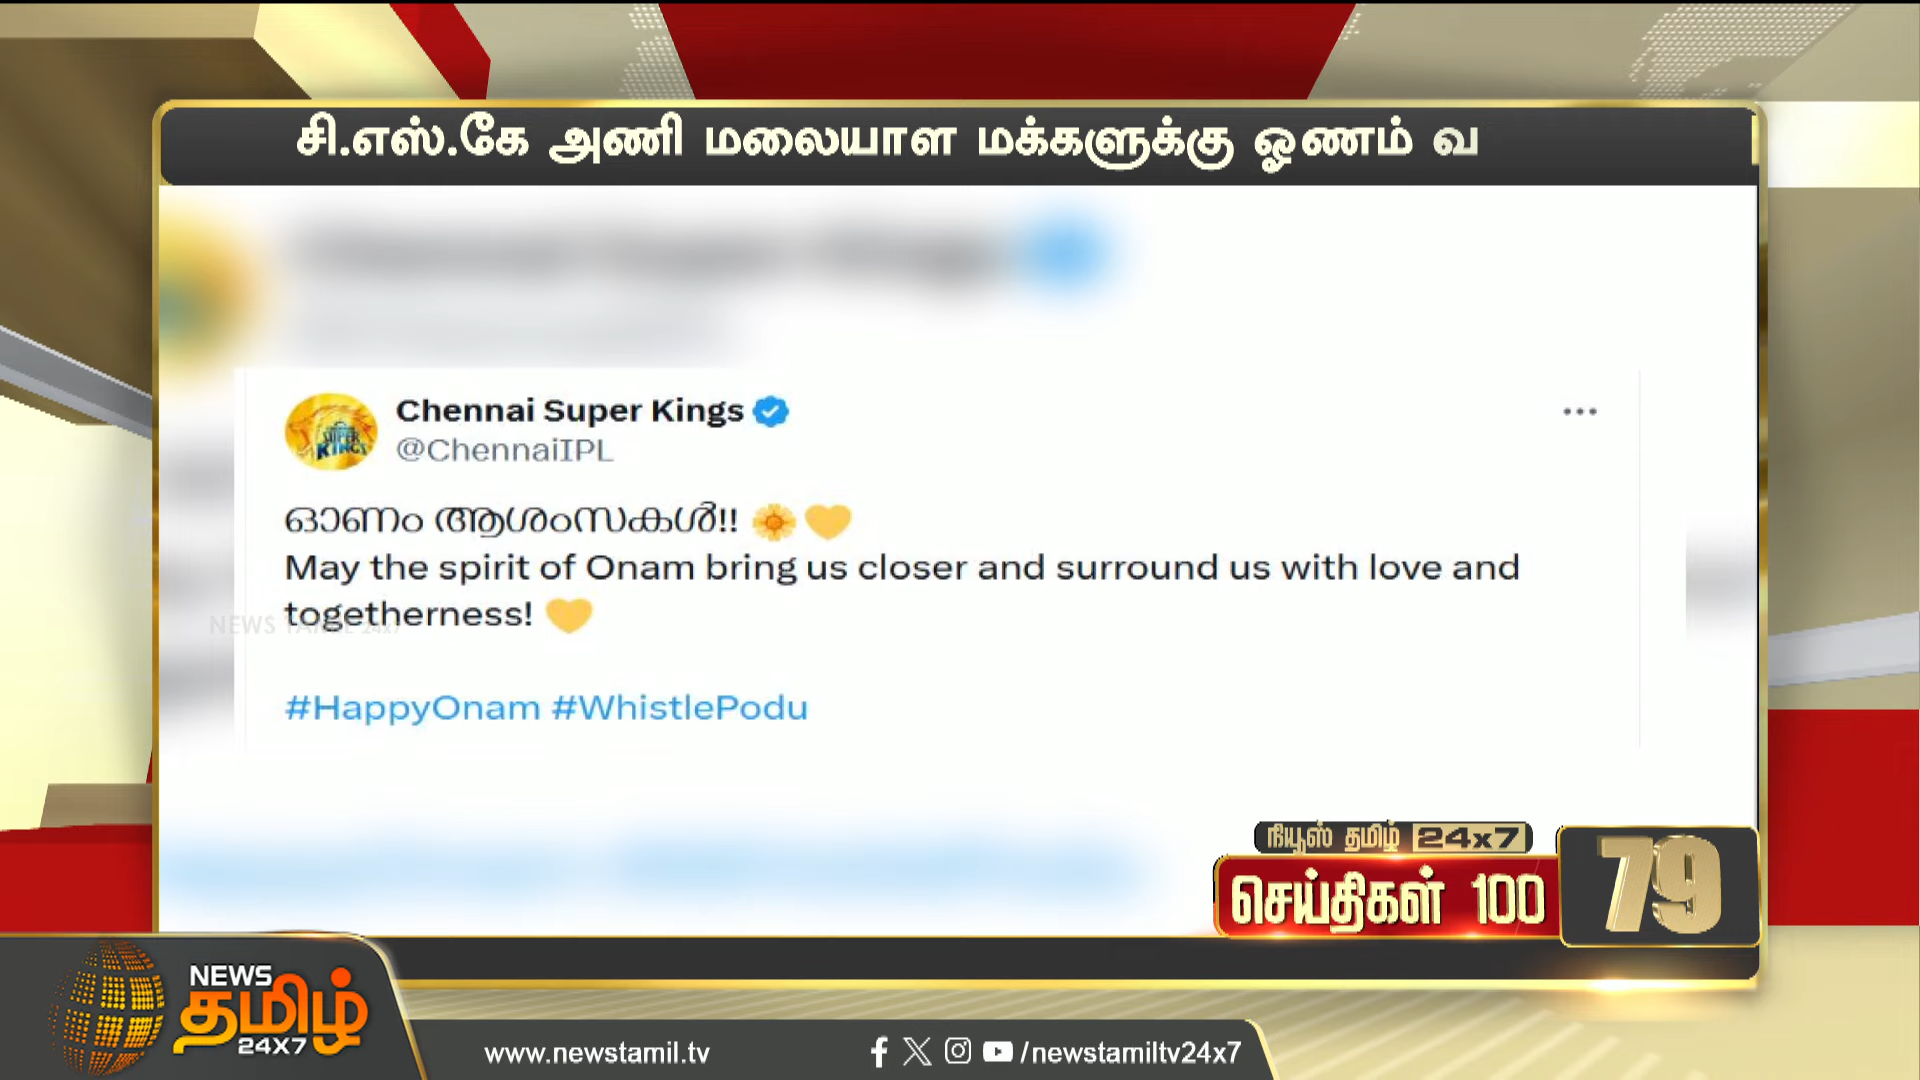 சி.எஸ்.கே அணி மலையாள மக்களுக்கு ஓணம் வ
Chennai Super Kings
@ChennaiIPL
ഓണം ആശംസകൾ!! 🌼💛
May the spirit of Onam bring us closer and surround us with love and
togetherness! 💛
#HappyOnam #WhistlePodu
நியூஸ் தமிழ் 24x7
செய்திகள் 100
79
NEWS
தமிழ்
24X7
www.newstamil.tv
/newstamiltv24x7